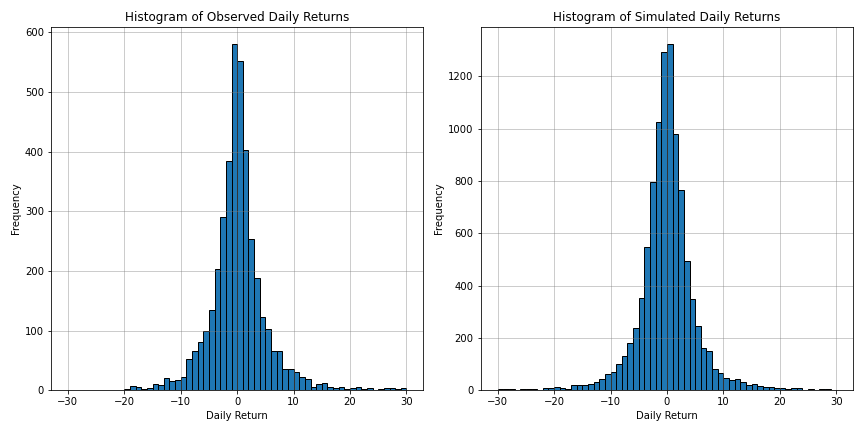 Histogram of Observed Daily Returns
600
500
400
300
200
100
0
Frequency
−30 −20 −10 0 10 20 30
Daily Return
Histogram of Simulated Daily Returns
1200
1000
800
600
400
200
0
Frequency
−30 −20 −10 0 10 20 30
Daily Return